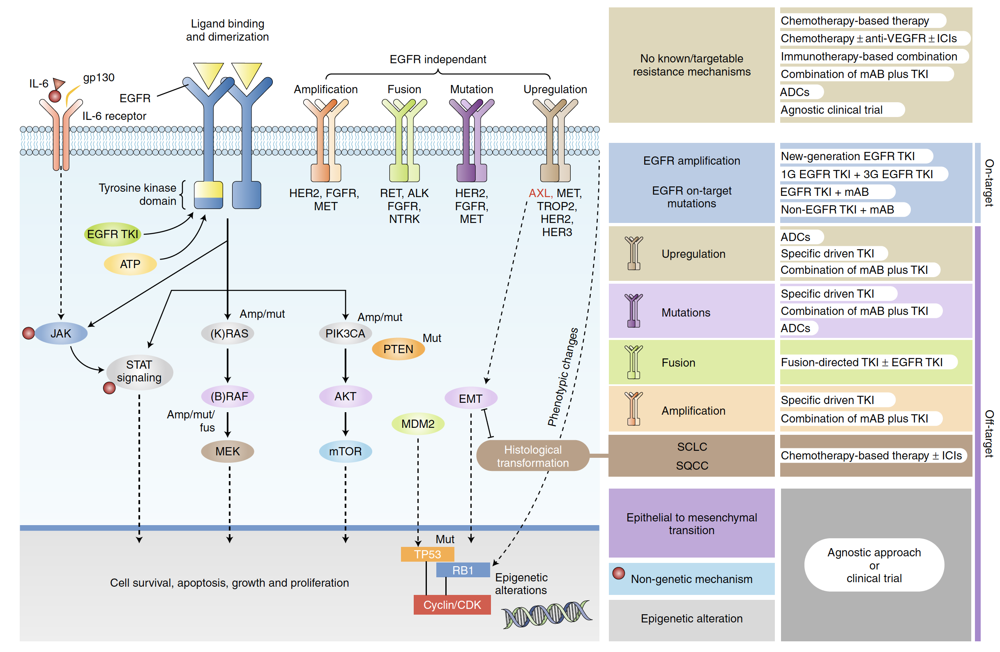 Ligand binding
and dimerization
IL-6
gp130
EGFR
IL-6 receptor
EGFR independant
Amplification
Fusion
Mutation
Upregulation
Tyrosine kinase
domain
HER2, FGFR,
MET
RET, ALK
FGFR,
NTRK
HER2,
FGFR,
MET
AXL, MET,
TROP2,
HER2,
HER3
EGFR TKI
ATP
Amp/mut
Amp/mut
JAK
(K)RAS
PIK3CA
PTEN
Mut
STAT
signaling
(B)RAF
AKT
EMT
Phenotypic changes
Amp/mut/
fus
MDM2
MEK
mTOR
Histological
transformation
Mut
TP53
RB1
Cyclin/CDK
Epigenetic
alterations
Cell survival, apoptosis, growth and proliferation
No known/targetable
resistance mechanisms
Chemotherapy-based therapy
Chemotherapy ± anti-VEGFR ± ICIs
Immunotherapy-based combination
Combination of mAB plus TKI
ADCs
Agnostic clinical trial
EGFR amplification
EGFR on-target
mutations
New-generation EGFR TKI
1G EGFR TKI + 3G EGFR TKI
EGFR TKI + mAB
Non-EGFR TKI + mAB
On-target
Upregulation
ADCs
Specific driven TKI
Combination of mAB plus TKI
Mutations
Specific driven TKI
Combination of mAB plus TKI
ADCs
Fusion
Fusion-directed TKI ± EGFR TKI
Amplification
Specific driven TKI
Combination of mAB plus TKI
SCLC
SQCC
Chemotherapy-based therapy ± ICIs
Off-target
Epithelial to mesenchymal
transition
Non-genetic mechanism
Epigenetic alteration
Agnostic approach
or
clinical trial